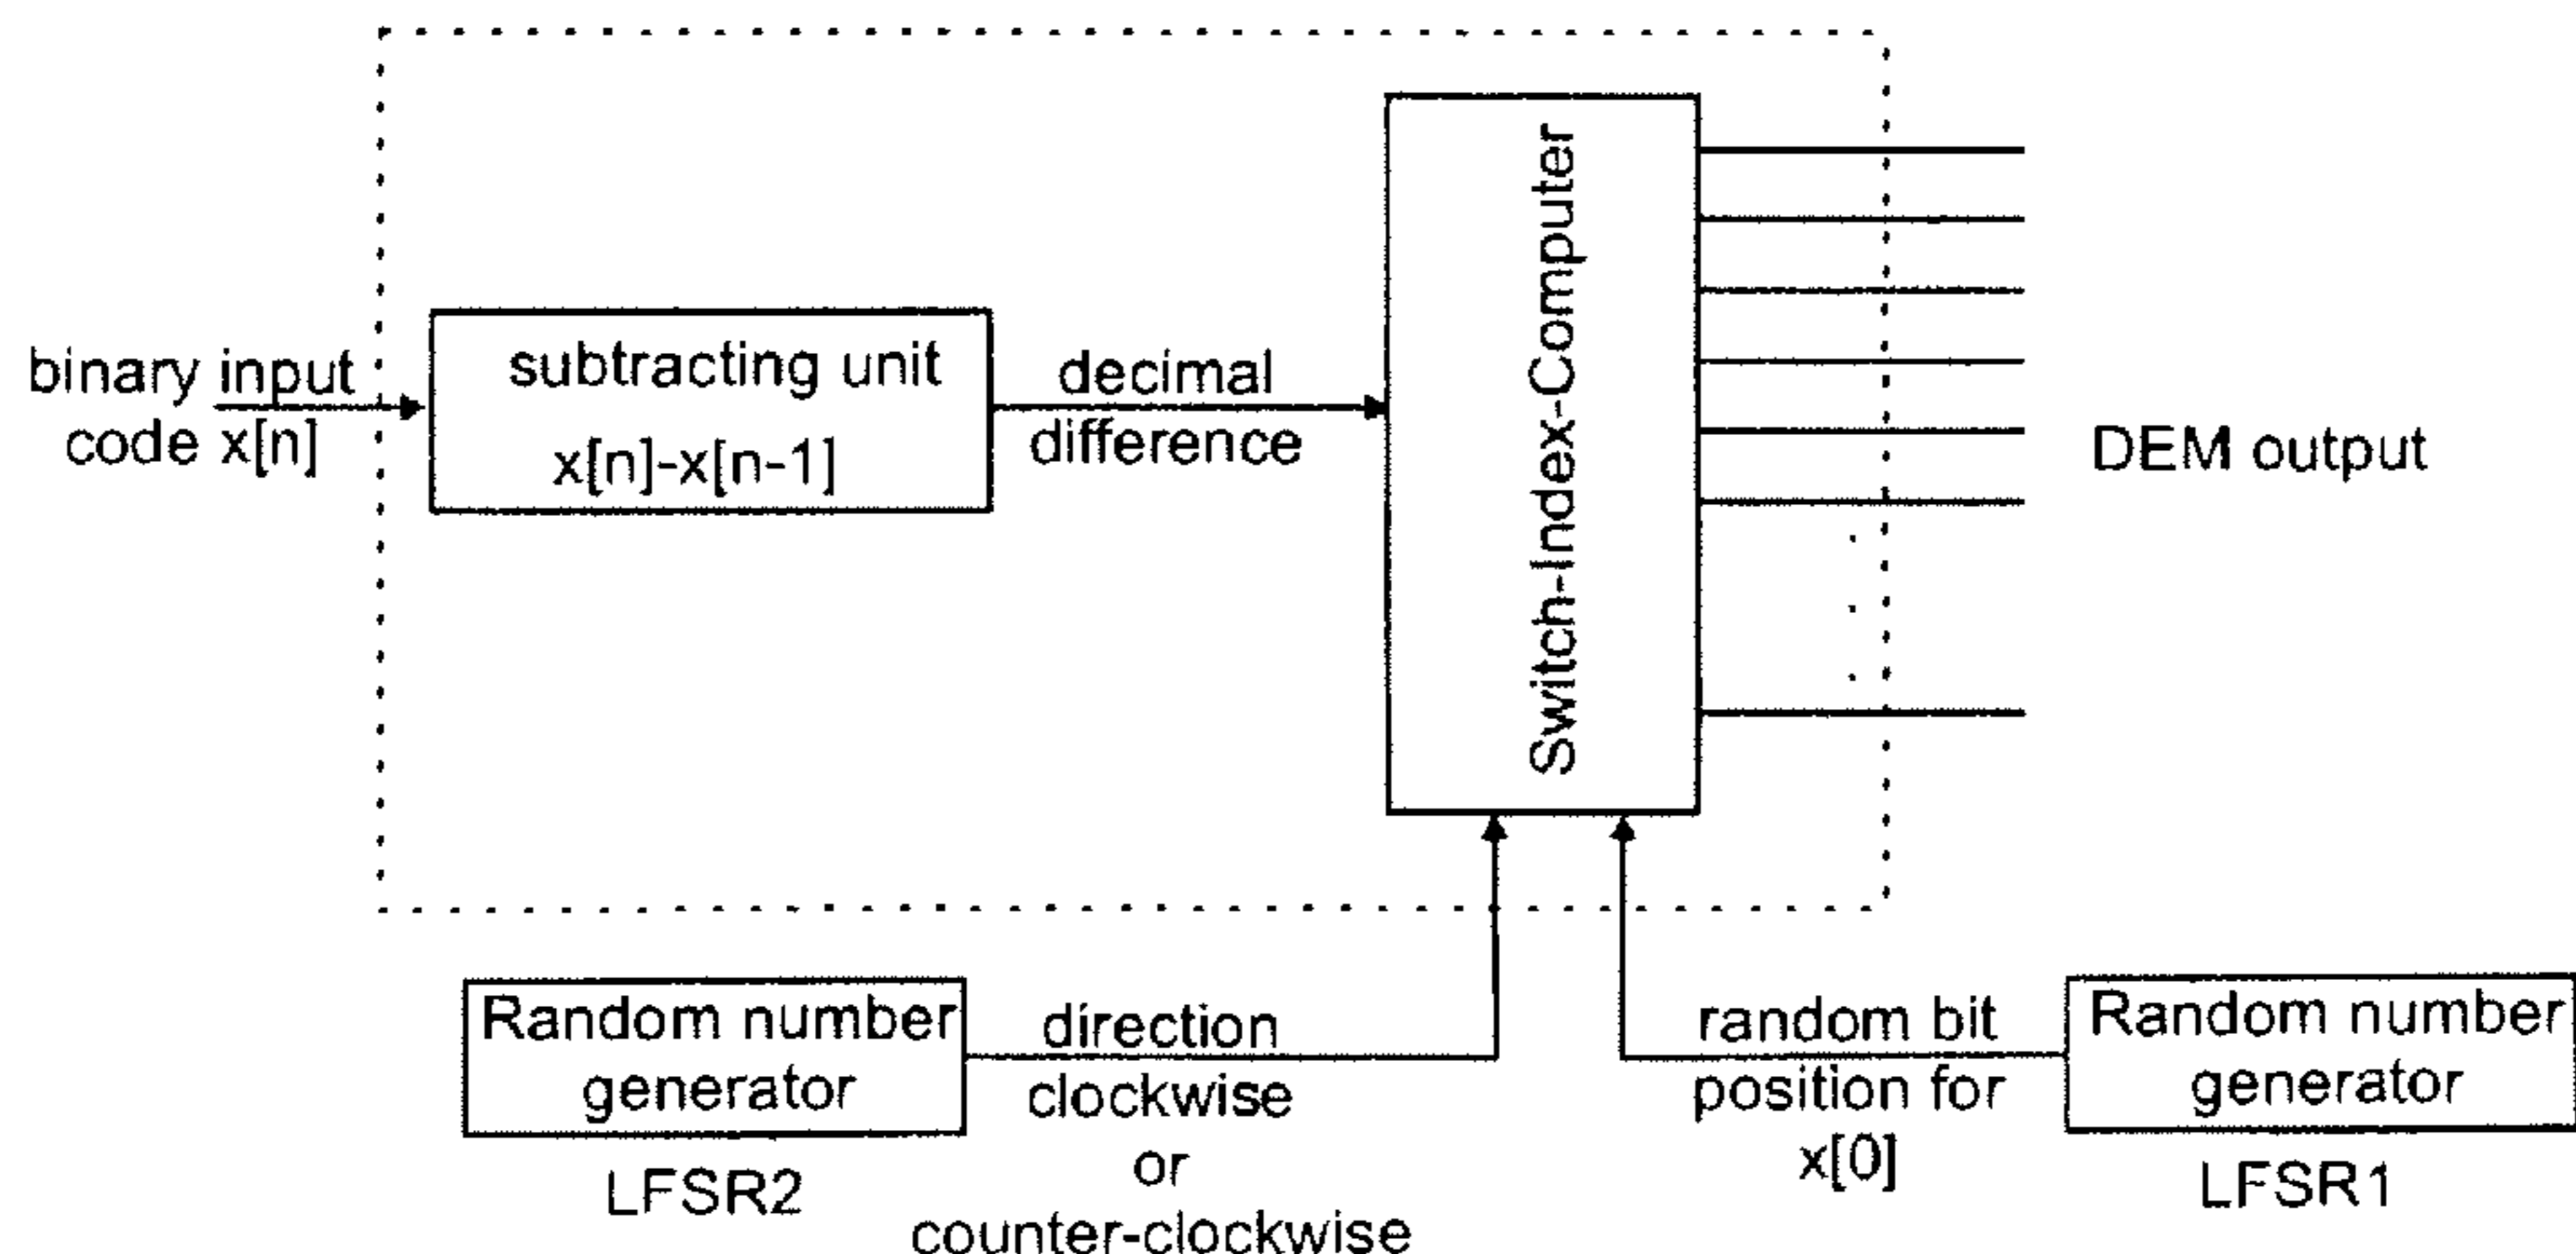 binary input
code x[n]
subtracting unit
x[n]-x[n-1]
decimal
difference
Switch-Index-Computer
DEM output
Random number
generator
LFSR2
direction
clockwise
or
counter-clockwise
random bit
position for
x[0]
Random number
generator
LFSR1